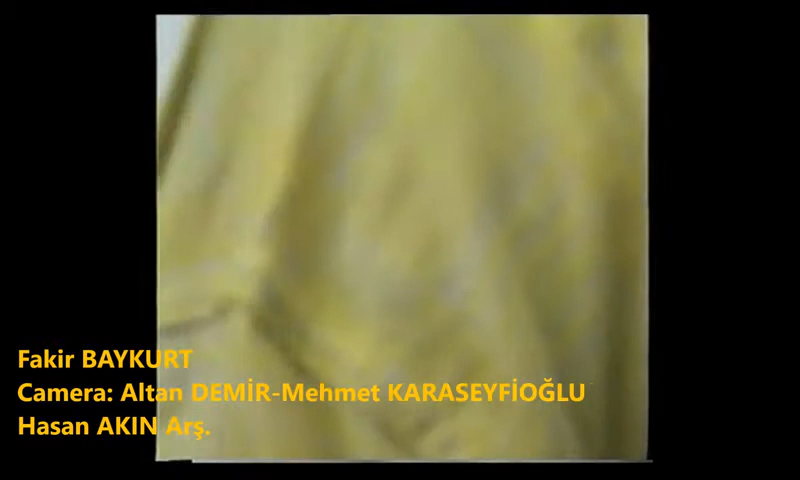 Fakir BAYKURT
Camera: Altan DEMİR-Mehmet KARASEYFİOĞLU
Hasan AKIN Arş.